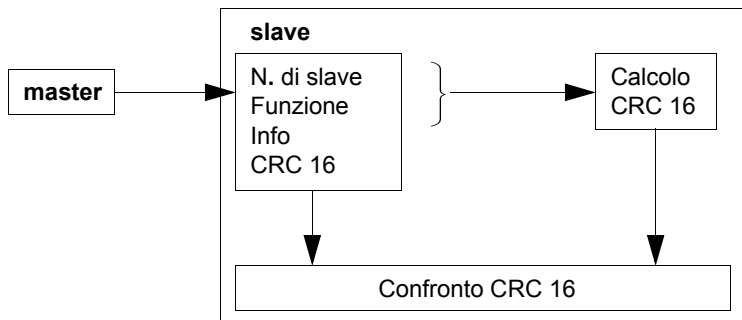 slave
master
N. di slave
Funzione
Info
CRC 16
Calcolo
CRC 16
Confronto CRC 16